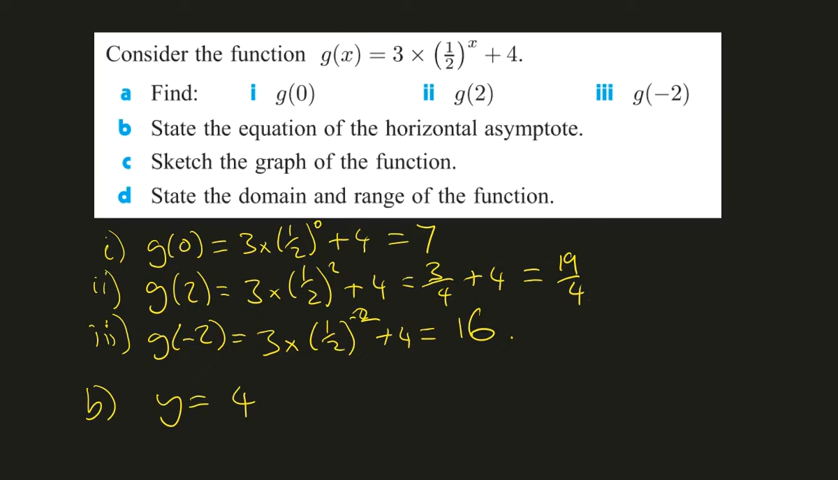 Consider the function g(x) = 3 × (1/2)^x + 4.
a Find: i g(0) ii g(2) iii g(−2)
b State the equation of the horizontal asymptote.
c Sketch the graph of the function.
d State the domain and range of the function.
i) g(0) = 3×(1/2)^0 + 4 = 7
ii) g(2) = 3×(1/2)^2 + 4 = 3/4 + 4 = 19/4
iii) g(−2) = 3×(1/2)^−2 + 4 = 16.
b) y = 4